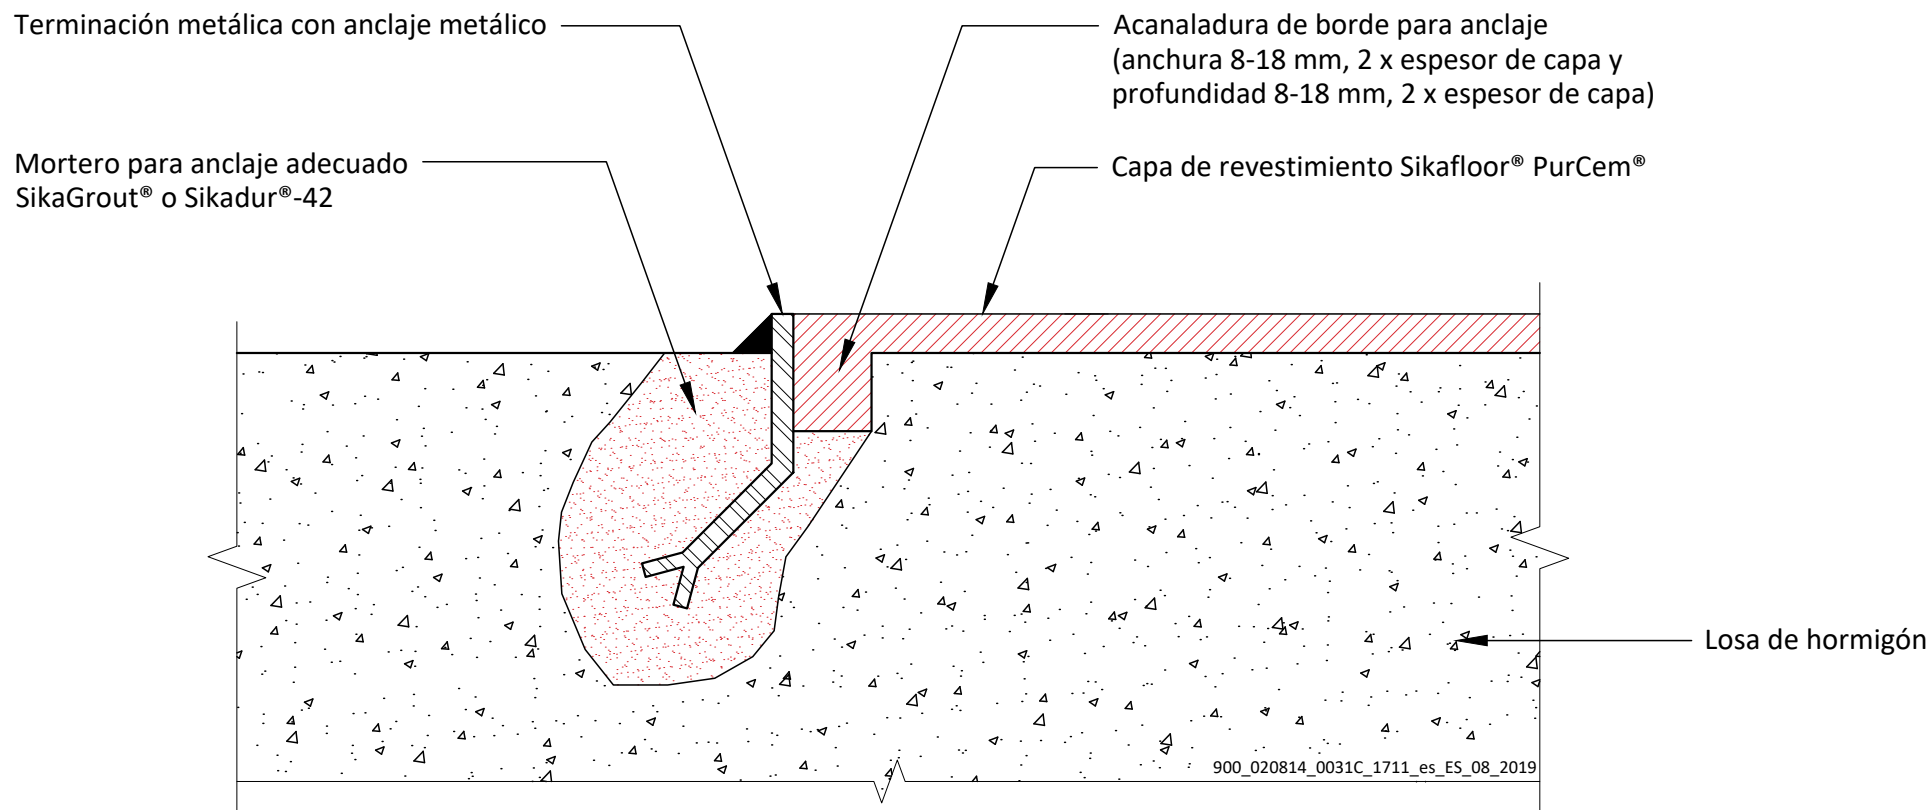 Terminación metálica con anclaje metálico
Mortero para anclaje adecuado
SikaGrout® o Sikadur®-42
Acanaladura de borde para anclaje
(anchura 8-18 mm, 2 x espesor de capa y
profundidad 8-18 mm, 2 x espesor de capa)
Capa de revestimiento Sikafloor® PurCem®
Losa de hormigón
900_020814_0031C_1711_es_ES_08_2019